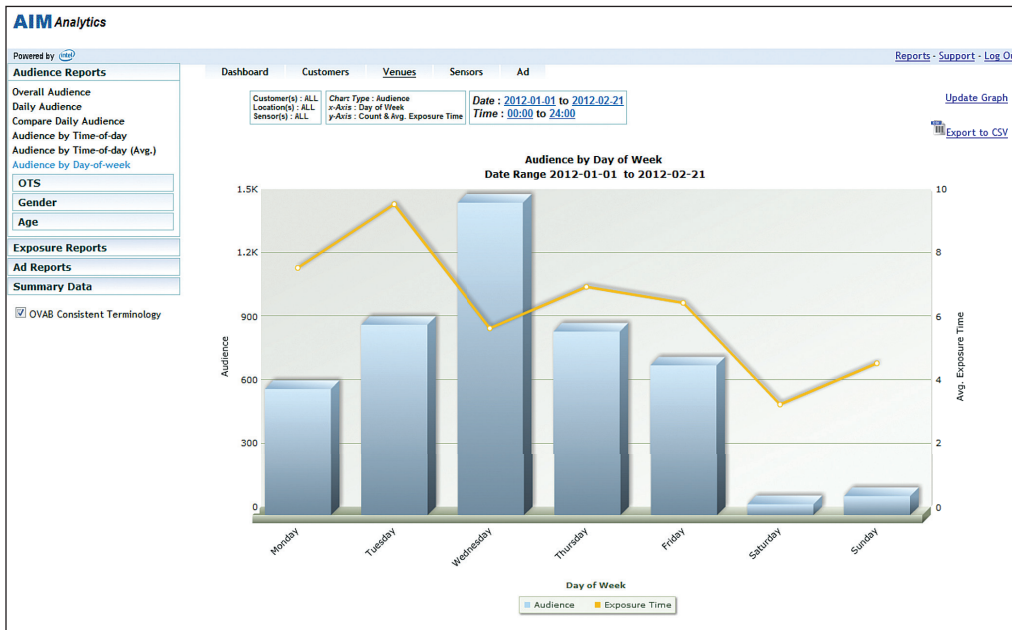 AIM Analytics
Powered by intel
Reports - Support - Log Ou
Audience Reports
Overall Audience
Daily Audience
Compare Daily Audience
Audience by Time-of-day
Audience by Time-of-day (Avg.)
Audience by Day-of-week
OTS
Gender
Age
Exposure Reports
Ad Reports
Summary Data
OVAB Consistent Terminology
Dashboard Customers Venues Sensors Ad
Customer(s) : ALL
Location(s) : ALL
Sensor(s) : ALL
Chart Type : Audience
x-Axis : Day of Week
y-Axis : Count & Avg. Exposure Time
Date : 2012-01-01 to 2012-02-21
Time : 00:00 to 24:00
Update Graph
Export to CSV
Audience by Day of Week
Date Range 2012-01-01 to 2012-02-21
Audience
1.5K
1.2K
900
600
300
0
10
8
6
4
2
0
Avg. Exposure Time
Monday
Tuesday
Wednesday
Thursday
Friday
Saturday
Sunday
Day of Week
Audience Exposure Time